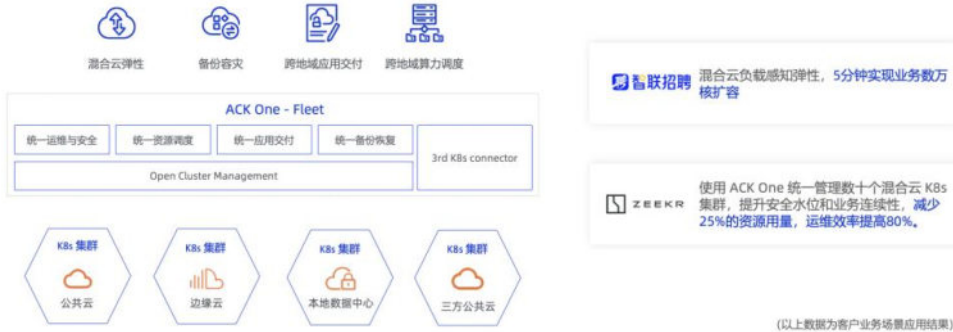 混合云弹性
备份容灾
跨地域应用交付
跨地域算力调度
ACK One - Fleet
统一运维与安全
统一资源调度
统一应用交付
统一备份恢复
3rd K8s connector
Open Cluster Management
K8s 集群
公共云
K8s 集群
边缘云
K8s 集群
本地数据中心
K8s 集群
三方公共云
智联招聘
混合云负载感知弹性，5分钟实现业务数万
核扩容
ZEEKR
使用 ACK One 统一管理数十个混合云 K8s
集群，提升安全水位和业务连续性，减少
25%的资源用量，运维效率提高80%。
(以上数据为客户业务场景应用结果)